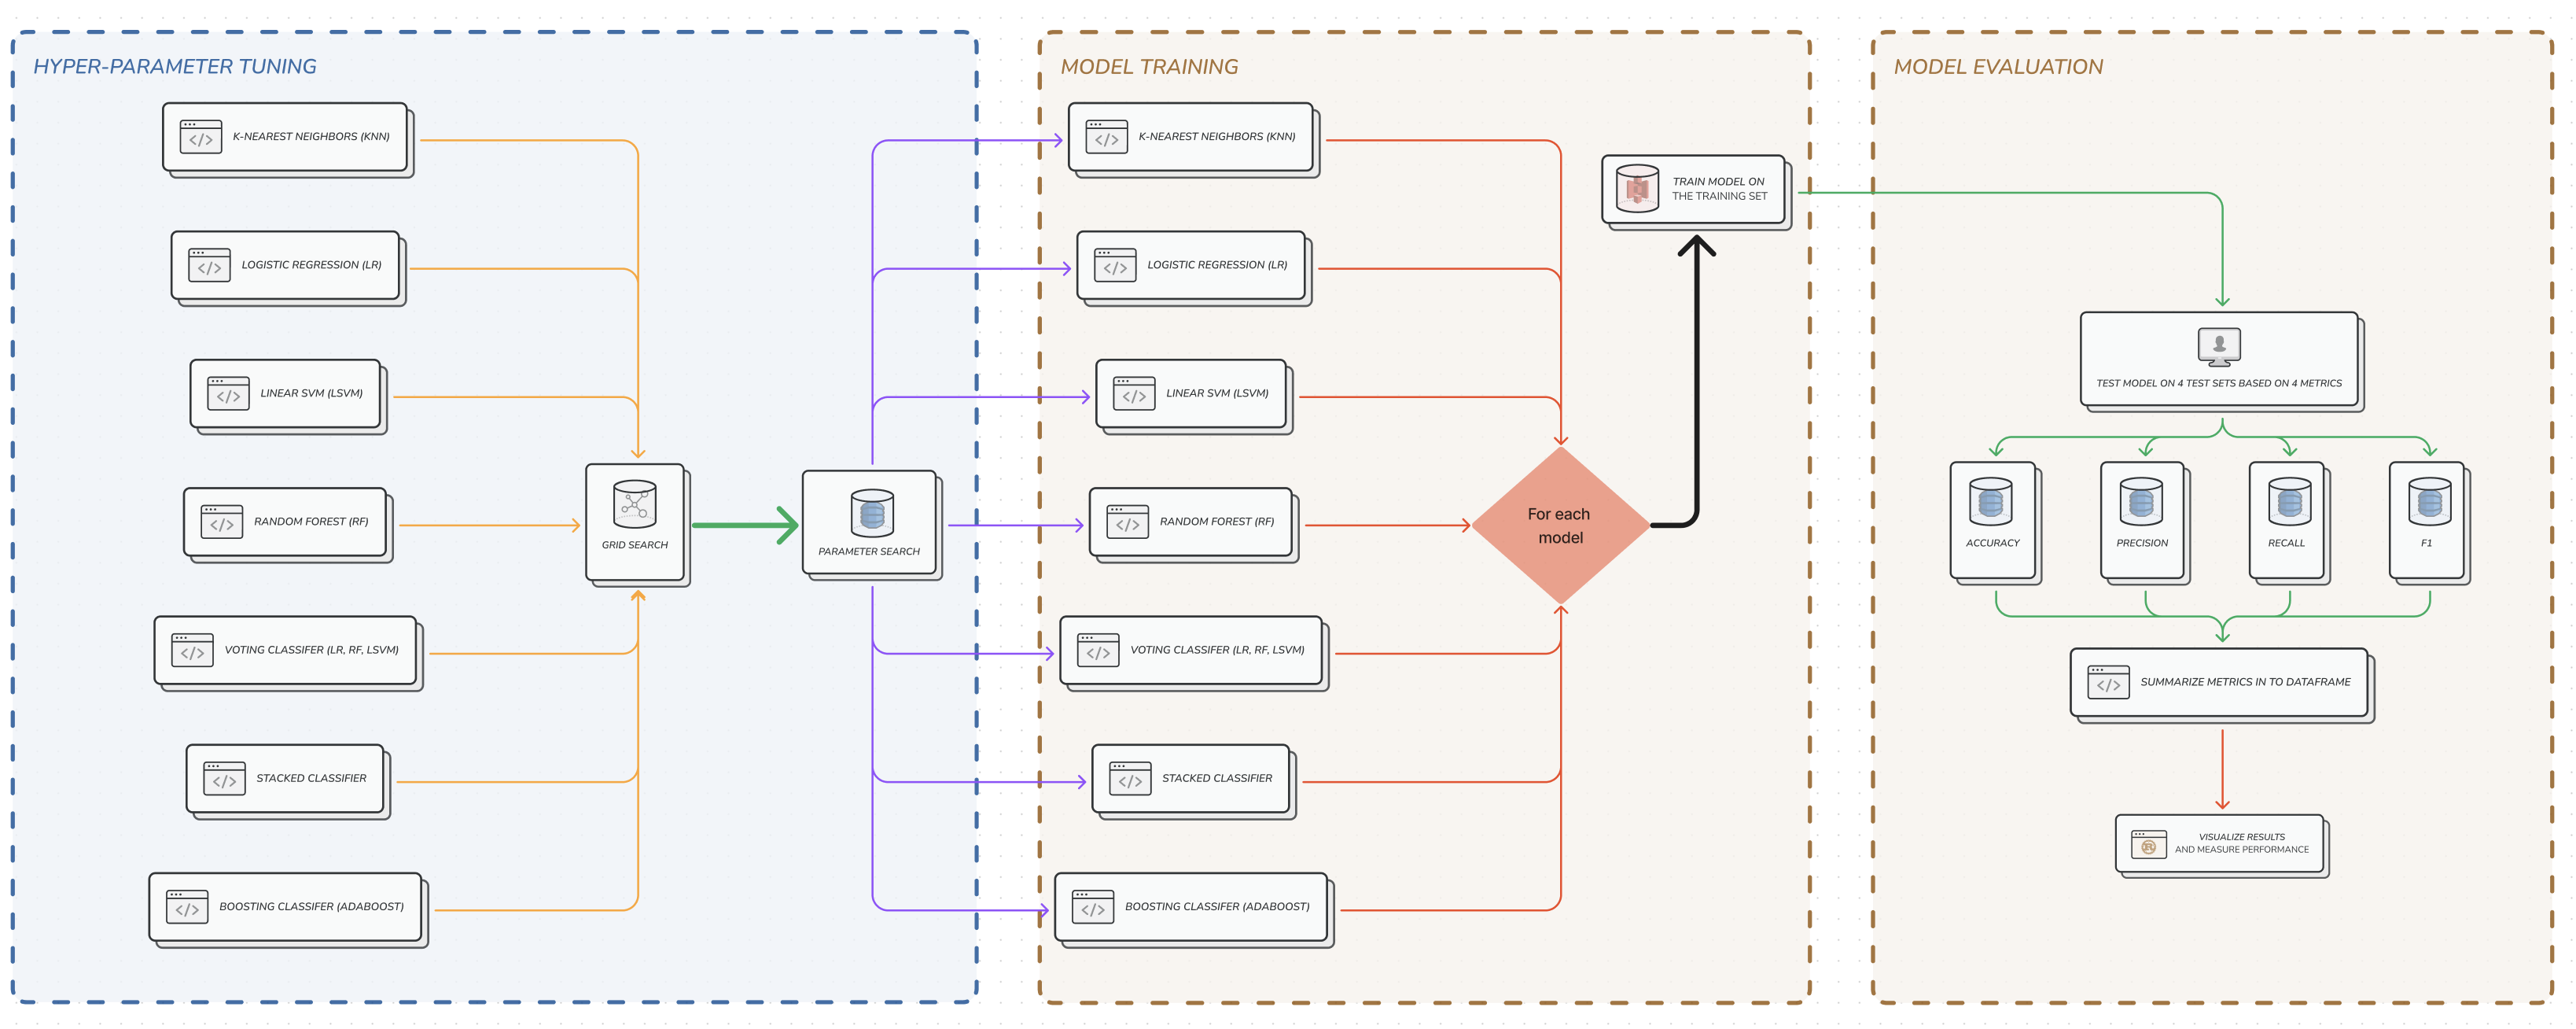 HYPER-PARAMETER TUNING
K-NEAREST NEIGHBORS (KNN)
LOGISTIC REGRESSION (LR)
LINEAR SVM (LSVM)
RANDOM FOREST (RF)
VOTING CLASSIFER (LR, RF, LSVM)
STACKED CLASSIFIER
BOOSTING CLASSIFER (ADABOOST)
GRID SEARCH
PARAMETER SEARCH
MODEL TRAINING
K-NEAREST NEIGHBORS (KNN)
LOGISTIC REGRESSION (LR)
LINEAR SVM (LSVM)
RANDOM FOREST (RF)
VOTING CLASSIFER (LR, RF, LSVM)
STACKED CLASSIFIER
BOOSTING CLASSIFER (ADABOOST)
For each
model
TRAIN MODEL ON
THE TRAINING SET
MODEL EVALUATION
TEST MODEL ON 4 TEST SETS BASED ON 4 METRICS
ACCURACY
PRECISION
RECALL
F1
SUMMARIZE METRICS IN TO DATAFRAME
VISUALIZE RESULTS
AND MEASURE PERFORMANCE